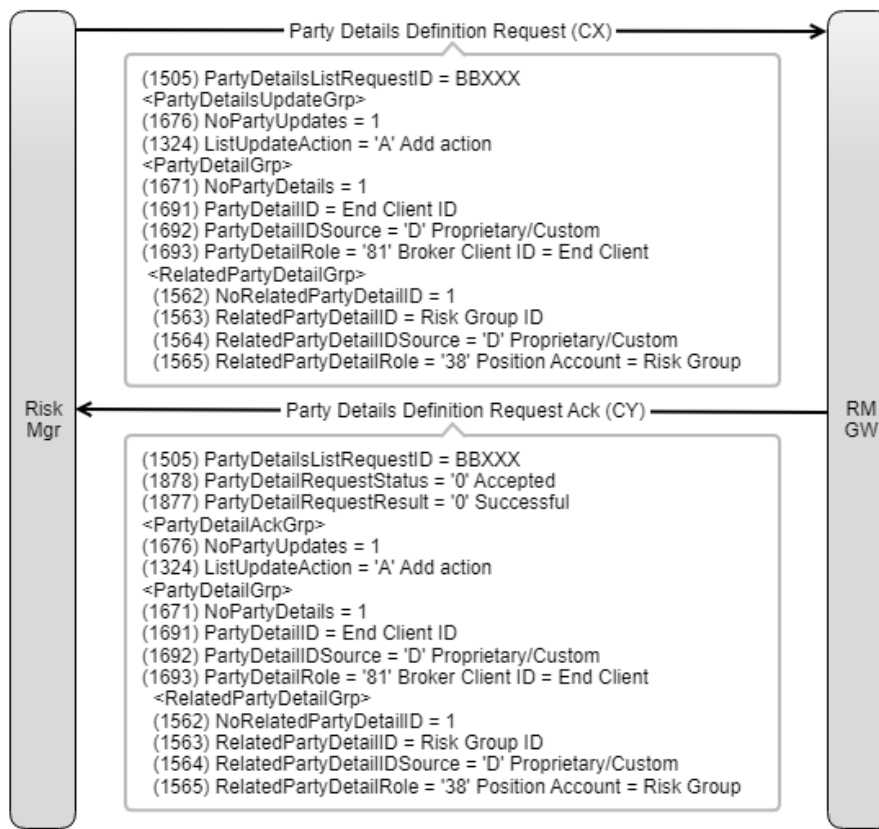 Party Details Definition Request (CX)
(1505) PartyDetailsListRequestID = BBXXX
<PartyDetailsUpdateGrp>
(1676) NoPartyUpdates = 1
(1324) ListUpdateAction = 'A' Add action
<PartyDetailGrp>
(1671) NoPartyDetails = 1
(1691) PartyDetailID = End Client ID
(1692) PartyDetailIDSource = 'D' Proprietary/Custom
(1693) PartyDetailRole = '81' Broker Client ID = End Client
<RelatedPartyDetailGrp>
(1562) NoRelatedPartyDetailID = 1
(1563) RelatedPartyDetailID = Risk Group ID
(1564) RelatedPartyDetailIDSource = 'D' Proprietary/Custom
(1565) RelatedPartyDetailRole = '38' Position Account = Risk Group
Risk
Mgr
Party Details Definition Request Ack (CY)
RM
GW
(1505) PartyDetailsListRequestID = BBXXX
(1878) PartyDetailRequestStatus = '0' Accepted
(1877) PartyDetailRequestResult = '0' Successful
<PartyDetailAckGrp>
(1676) NoPartyUpdates = 1
(1324) ListUpdateAction = 'A' Add action
<PartyDetailGrp>
(1671) NoPartyDetails = 1
(1691) PartyDetailID = End Client ID
(1692) PartyDetailIDSource = 'D' Proprietary/Custom
(1693) PartyDetailRole = '81' Broker Client ID = End Client
<RelatedPartyDetailGrp>
(1562) NoRelatedPartyDetailID = 1
(1563) RelatedPartyDetailID = Risk Group ID
(1564) RelatedPartyDetailIDSource = 'D' Proprietary/Custom
(1565) RelatedPartyDetailRole = '38' Position Account = Risk Group